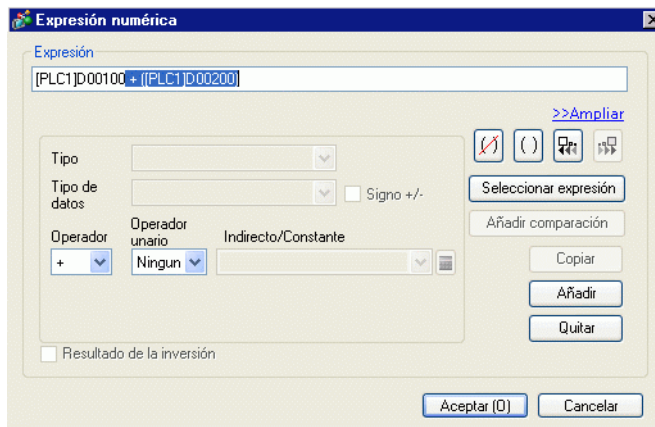 Expresión numérica
Expresión
[PLC1]D00100 + ([PLC1]D00200)
>>Ampliar
Tipo
Tipo de datos
Signo +/-
Operador
Operador unario
Indirecto/Constante
+
Ningun
Resultado de la inversión
( )
( )
Seleccionar expresión
Añadir comparación
Copiar
Añadir
Quitar
Aceptar (O)
Cancelar